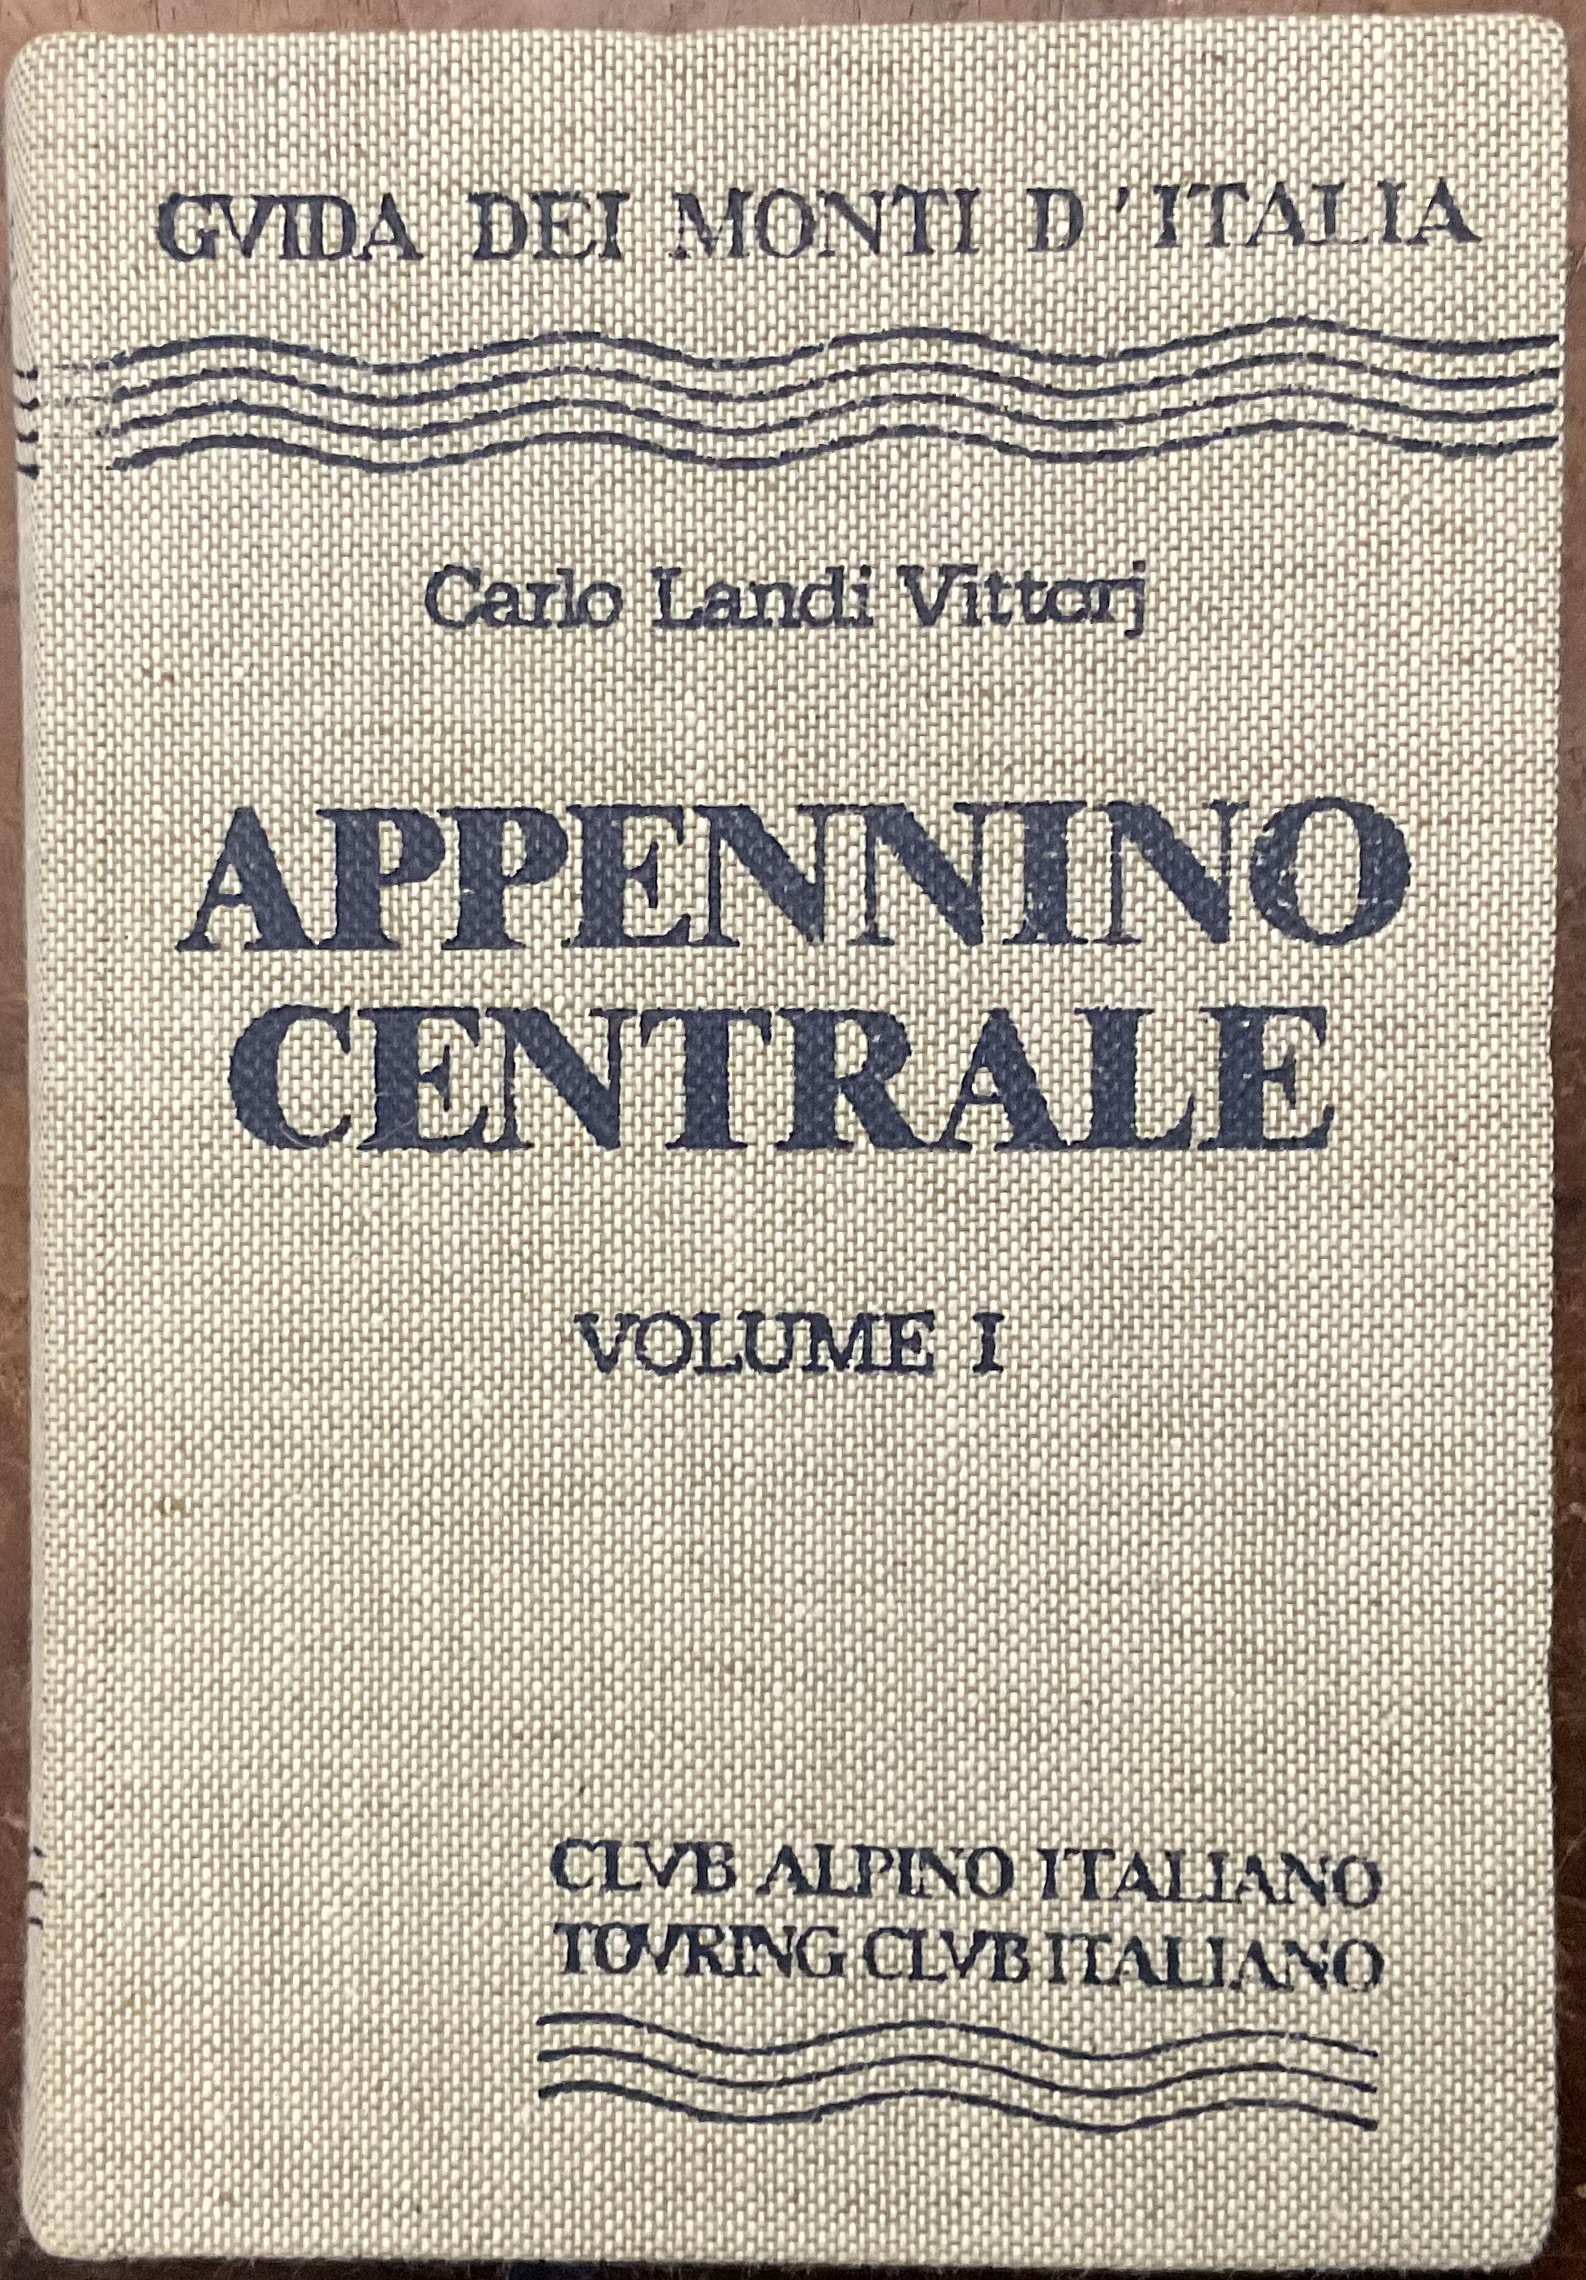 GVIDA DEI MONTI D'ITALIA
Carlo Landi Vittorj
APPENNINO
CENTRALE
VOLUME I
CLVB ALPINO ITALIANO
TOVRING CLVB ITALIANO